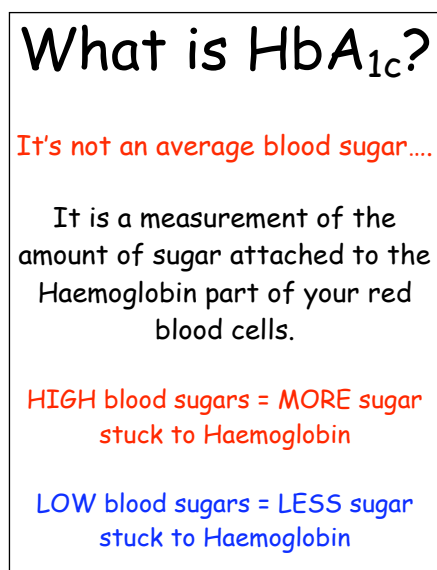 What is HbA1c?
It's not an average blood sugar....
It is a measurement of the
amount of sugar attached to the
Haemoglobin part of your red
blood cells.
HIGH blood sugars = MORE sugar
stuck to Haemoglobin
LOW blood sugars = LESS sugar
stuck to Haemoglobin